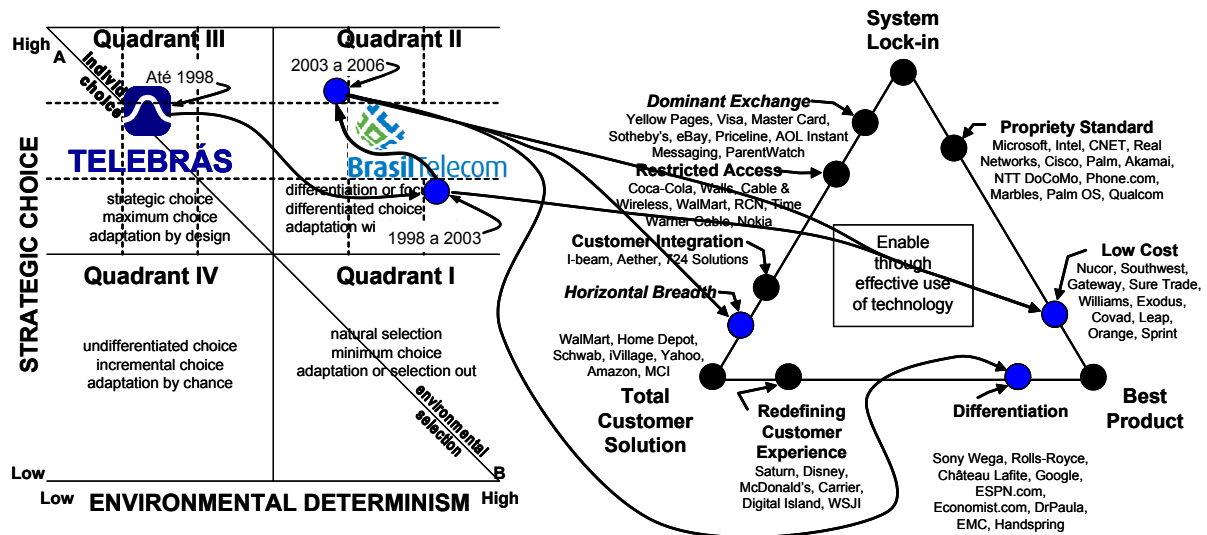 Quadrant III
Quadrant II
High
A
individ
choice
Até 1998
2003 a 2006
TELEBRÁS
BrasilTelecom
strategic choice
maximum choice
adaptation by design
differentiation or focu
differentiated choice
adaptation wi
1998 a 2003
STRATEGIC CHOICE
Quadrant IV
Quadrant I
undifferentiated choice
incremental choice
adaptation by chance
natural selection
minimum choice
adaptation or selection out
environmental
selection
Low
B
Low
ENVIRONMENTAL DETERMINISM
High
System
Lock-in
Dominant Exchange
Yellow Pages, Visa, Master Card,
Sotheby's, eBay, Priceline, AOL Instant
Messaging, ParentWatch
Restricted Access
Coca-Cola, Walls, Cable &
Wireless, WalMart, RCN, Time
Warner Cable, Nokia
Customer Integration
I-beam, Aether, 724 Solutions
Horizontal Breadth
WalMart, Home Depot,
Schwab, iVillage, Yahoo,
Amazon, MCI
Total
Customer
Solution
Redefining
Customer
Experience
Saturn, Disney,
McDonald's, Carrier,
Digital Island, WSJI
Enable
through
effective use
of technology
Propriety Standard
Microsoft, Intel, CNET, Real
Networks, Cisco, Palm, Akamai,
NTT DoCoMo, Phone.com,
Marbles, Palm OS, Qualcom
Low Cost
Nucor, Southwest,
Gateway, Sure Trade,
Williams, Exodus,
Covad, Leap,
Orange, Sprint
Differentiation
Sony Wega, Rolls-Royce,
Château Lafite, Google,
ESPN.com,
Economist.com, DrPaula,
EMC, Handspring
Best
Product